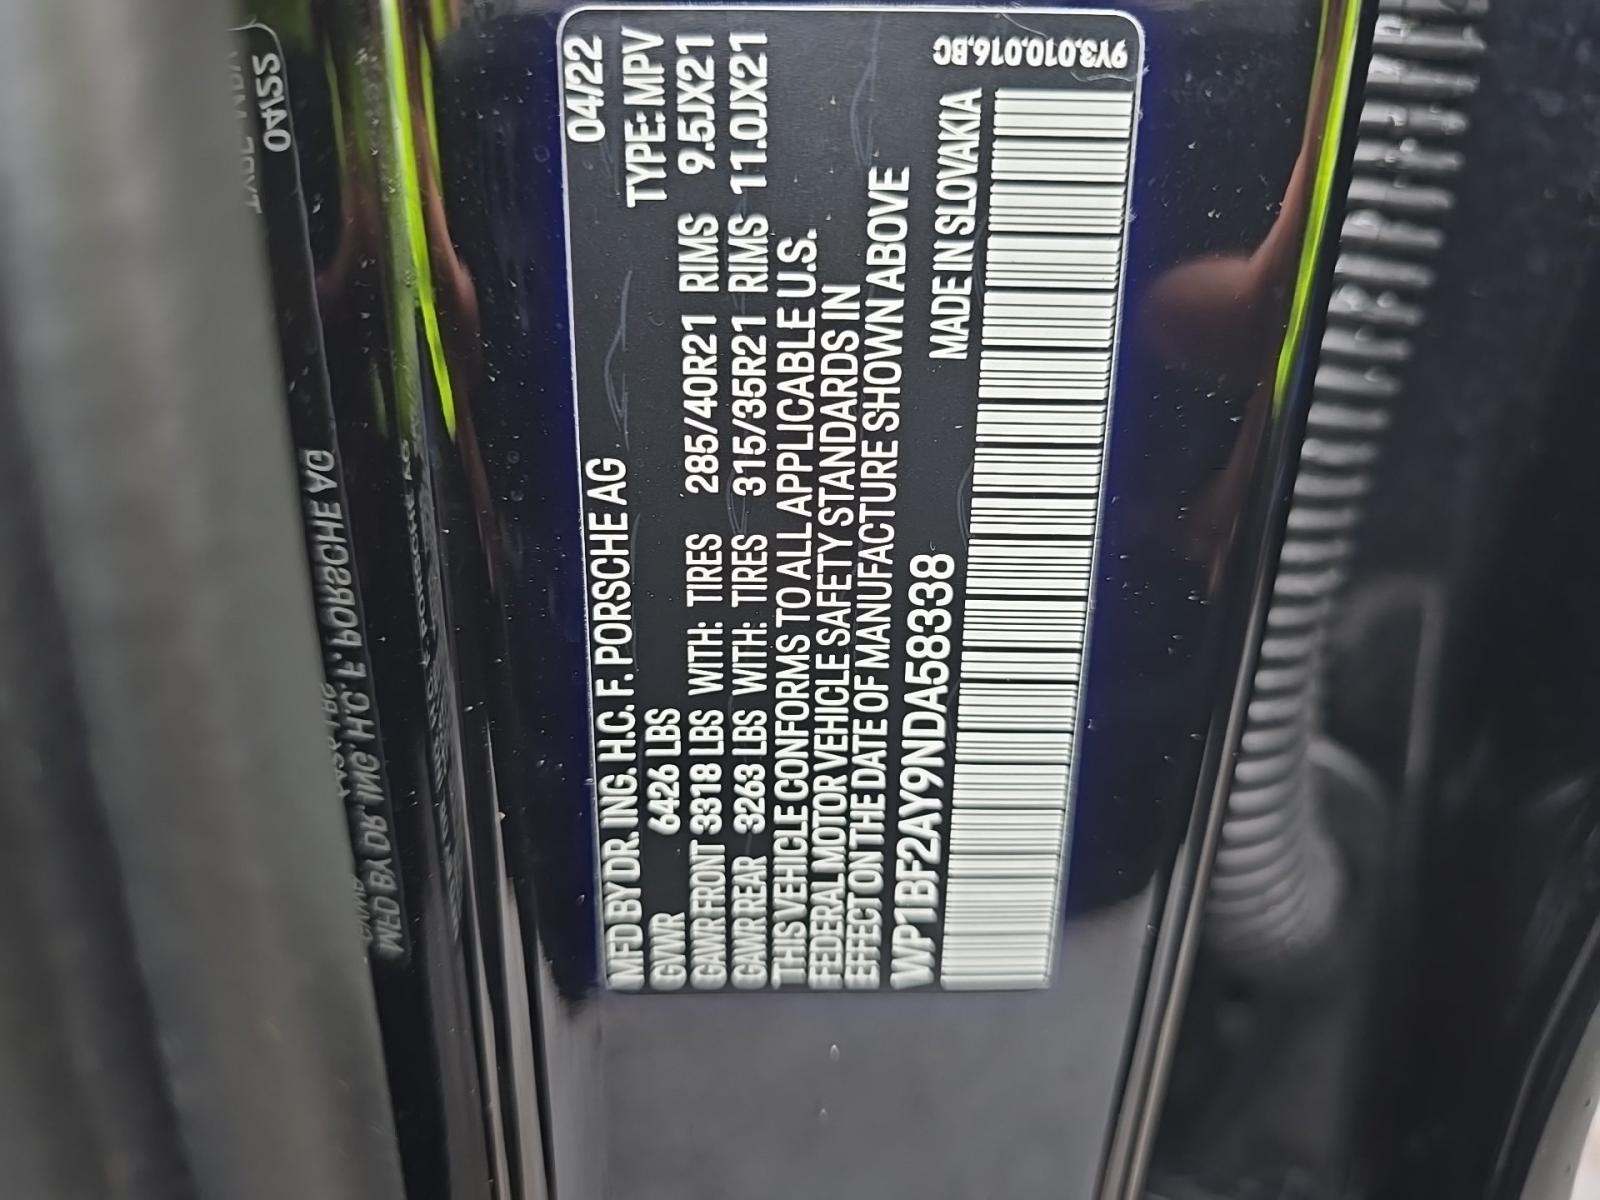 MFD BY DR. ING. H.C. F. PORSCHE AG 04/22
GVWR 6426 LBS TYPE: MPV
GAWR FRONT 3318 LBS WITH: TIRES 285/40R21 RIMS 9.5JX21
GAWR REAR 3263 LBS WITH: TIRES 315/35R21 RIMS 11.0JX21
THIS VEHICLE CONFORMS TO ALL APPLICABLE U.S.
FEDERAL MOTOR VEHICLE SAFETY STANDARDS IN
EFFECT ON THE DATE OF MANUFACTURE SHOWN ABOVE
WP1BF2AY9NDA58338 MADE IN SLOVAKIA
9Y3.010.016.BC